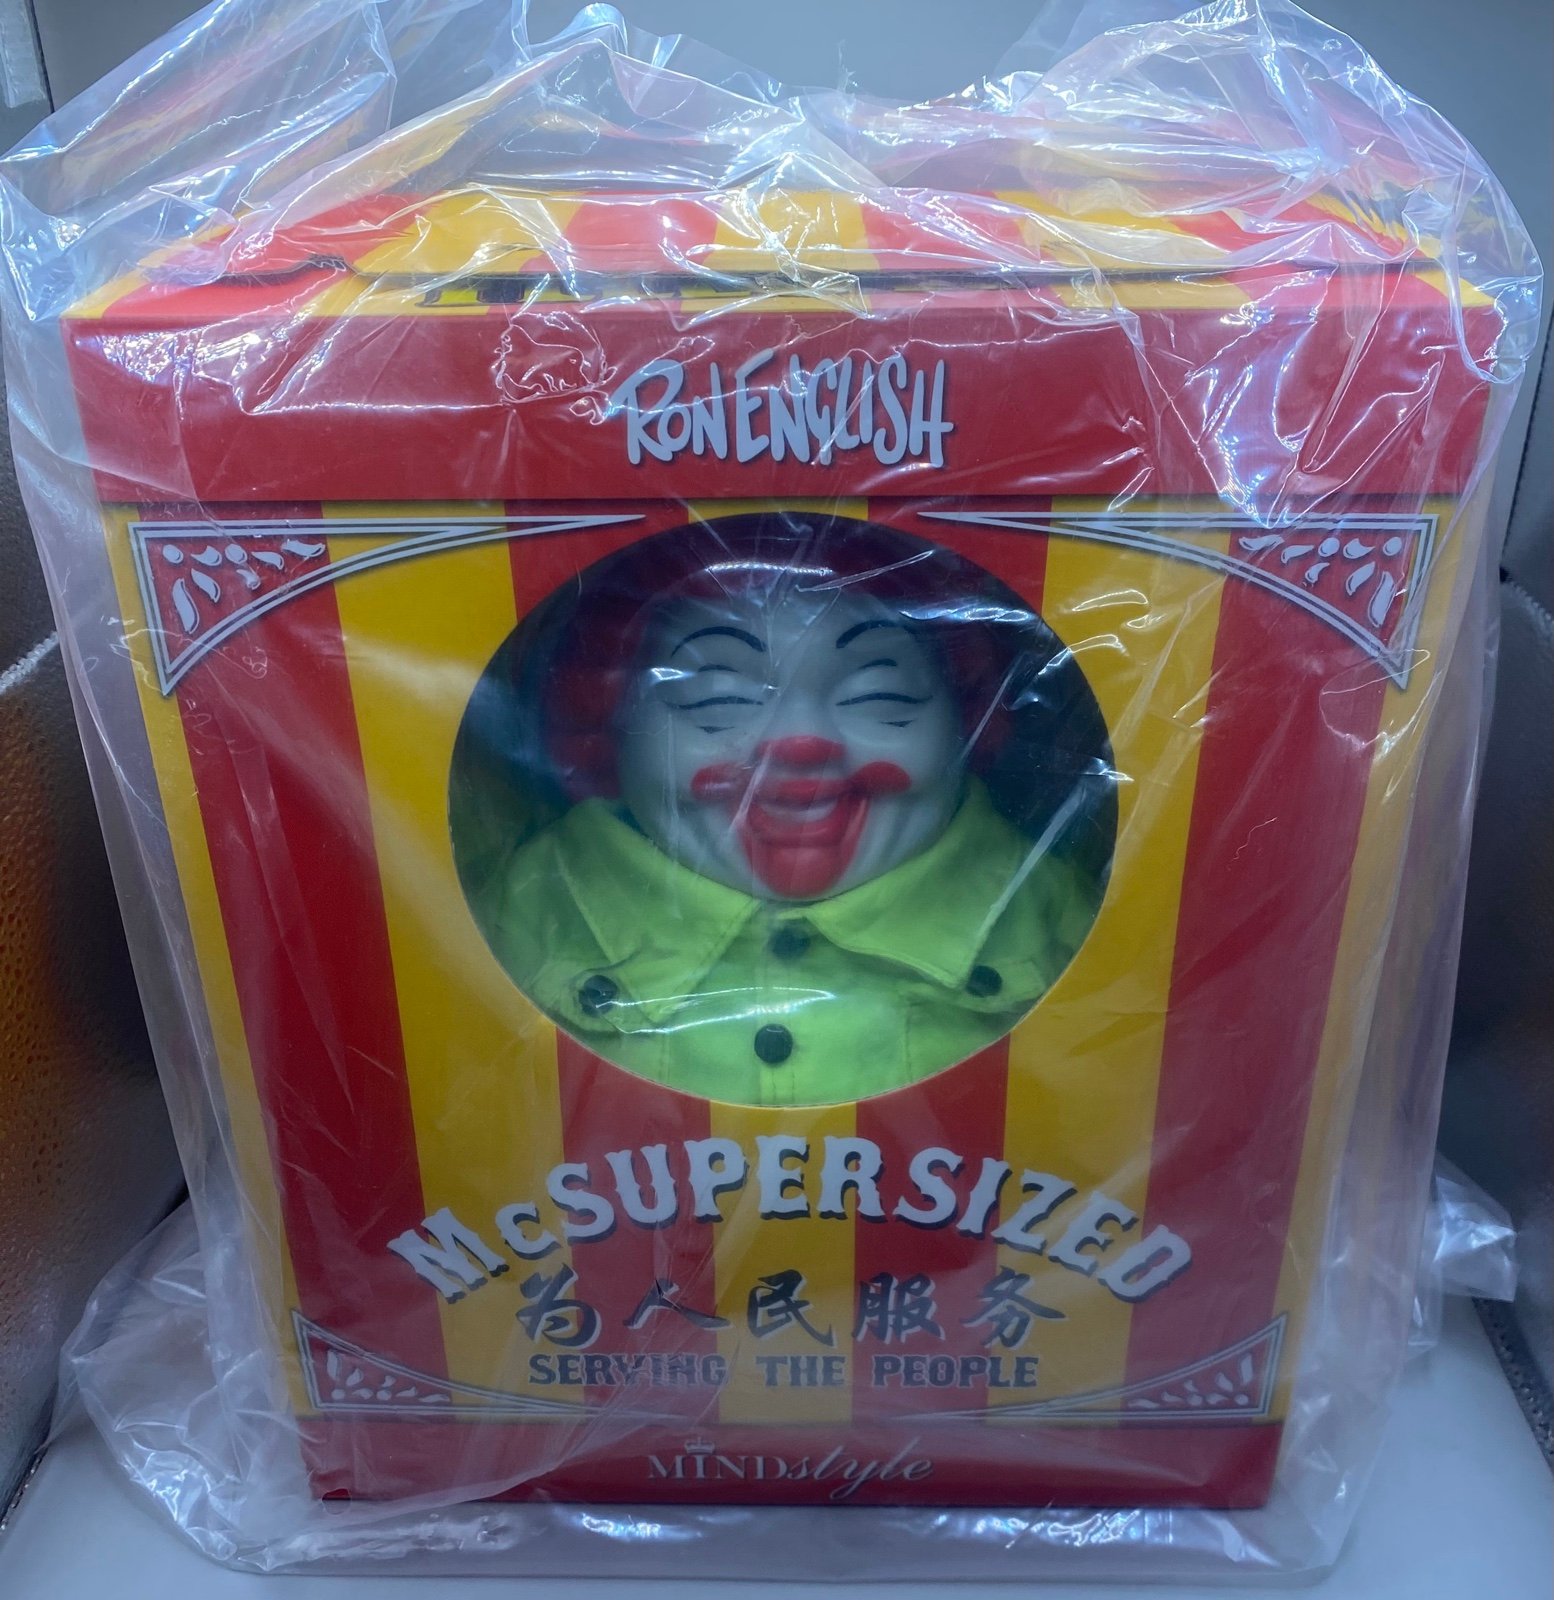 RON ENGLISH
McSUPERSIZED
为人民服务
SERVING THE PEOPLE
MINDstyle